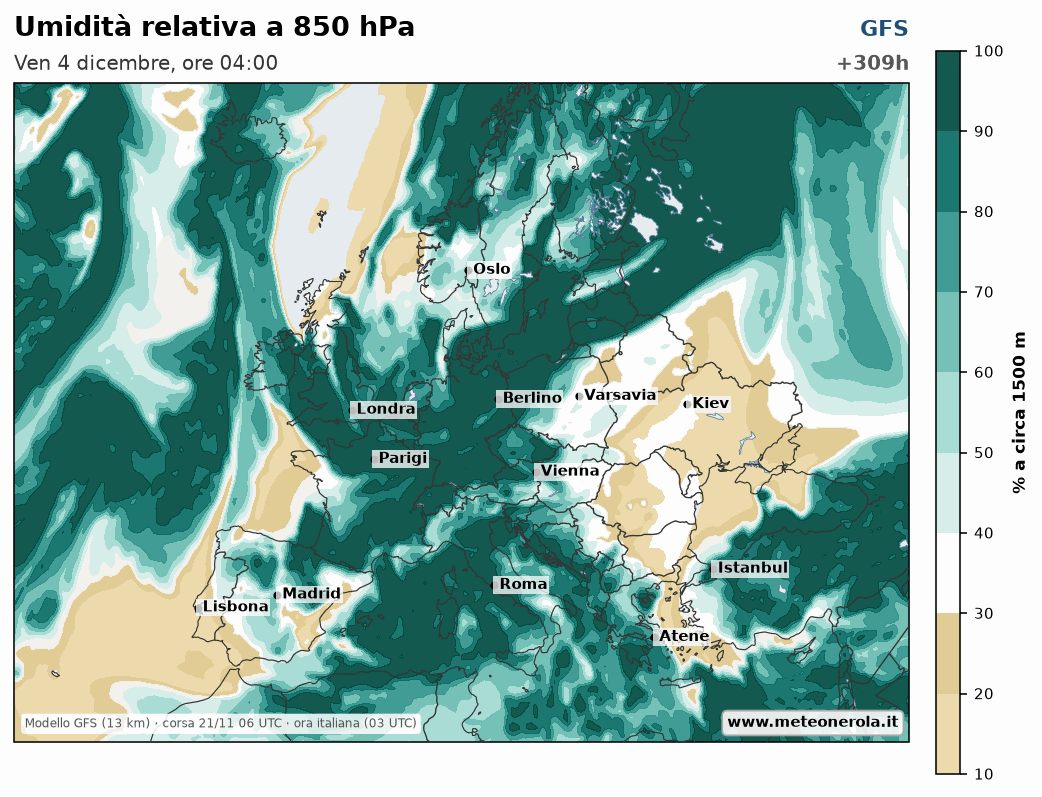 Umidità relativa a 850 hPa
GFS
Ven 4 dicembre, ore 04:00
+309h
100
90
80
70
60
50
40
30
20
10
% a circa 1500 m
Oslo
Berlino
Varsavia
Kiev
Londra
Parigi
Vienna
Istanbul
Roma
Madrid
Lisbona
Atene
Modello GFS (13 km) · corsa 21/11 06 UTC · ora italiana (03 UTC)
www.meteonerola.it